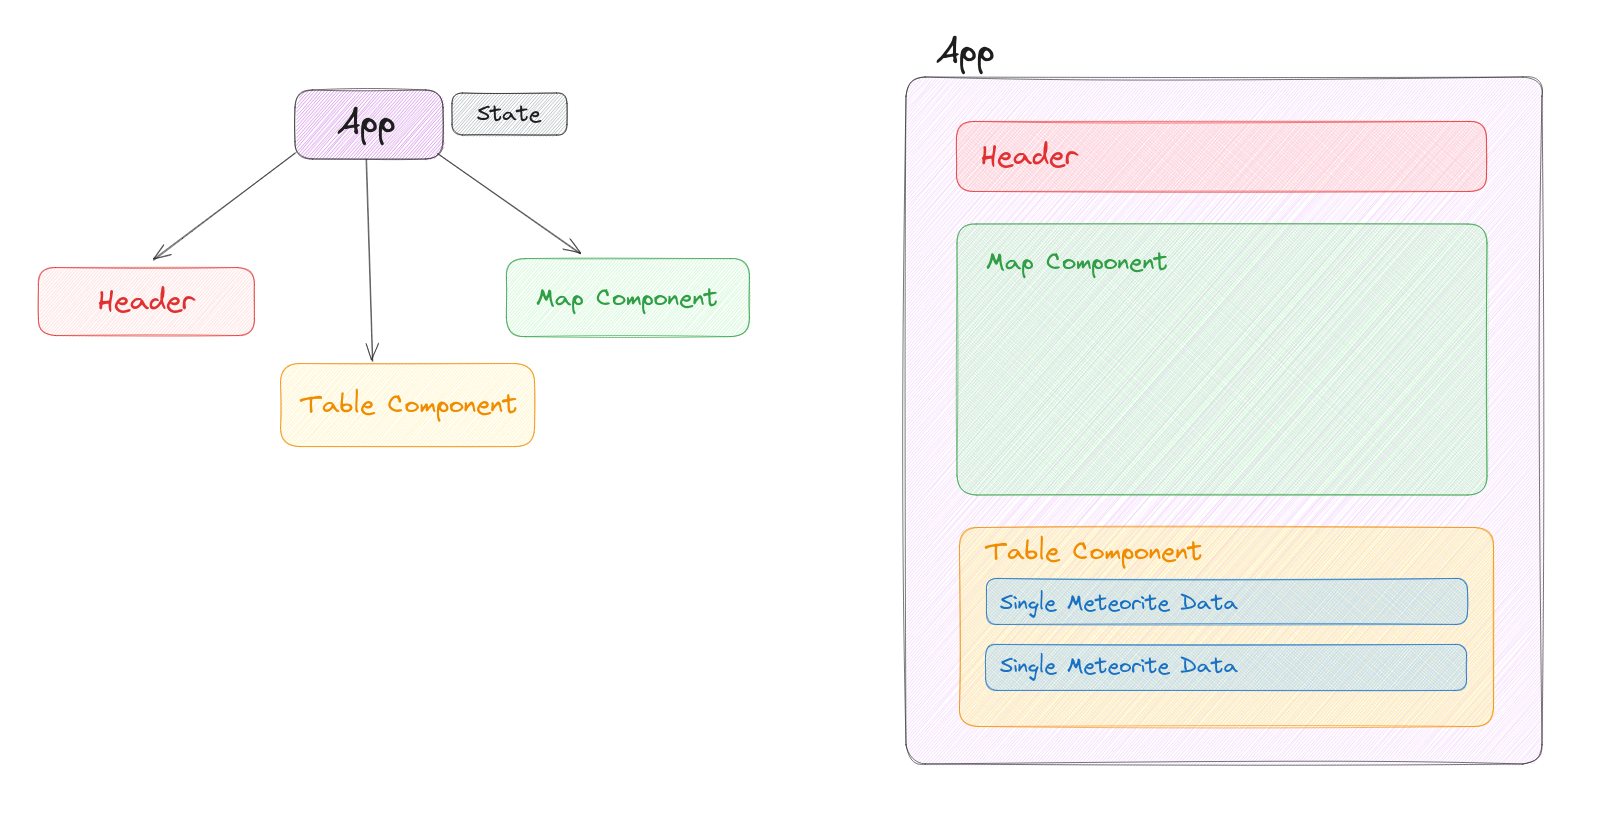 App
State
Header
Map Component
Table Component
App
Header
Map Component
Table Component
Single Meteorite Data
Single Meteorite Data